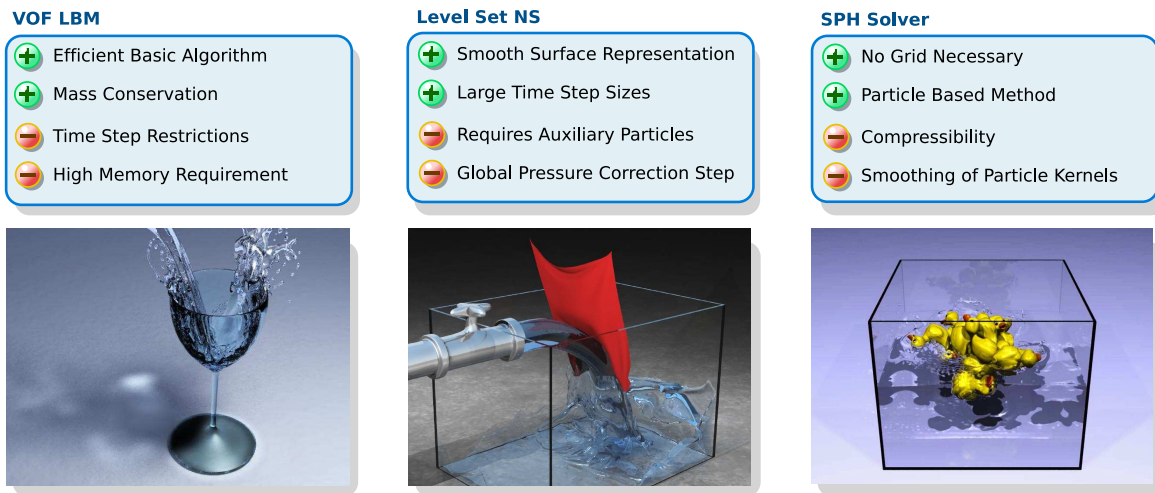 VOF LBM
Efficient Basic Algorithm
Mass Conservation
Time Step Restrictions
High Memory Requirement
Level Set NS
Smooth Surface Representation
Large Time Step Sizes
Requires Auxiliary Particles
Global Pressure Correction Step
SPH Solver
No Grid Necessary
Particle Based Method
Compressibility
Smoothing of Particle Kernels